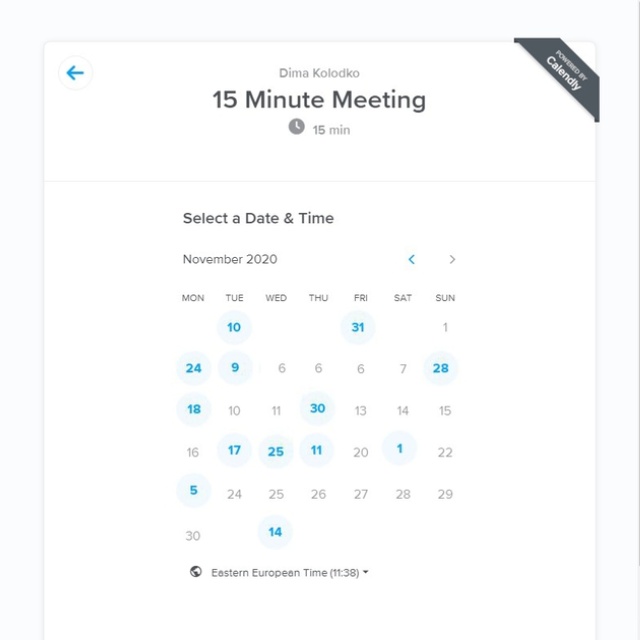 POWERED BY
Calendly
Dima Kolodko
15 Minute Meeting
15 min
Select a Date & Time
November 2020 < >
MON TUE WED THU FRI SAT SUN
10 31 1
24 9 6 6 6 7 28
18 10 11 30 13 14 15
16 17 25 11 20 1 22
5 24 25 26 27 28 29
30 14
Eastern European Time (11:38)